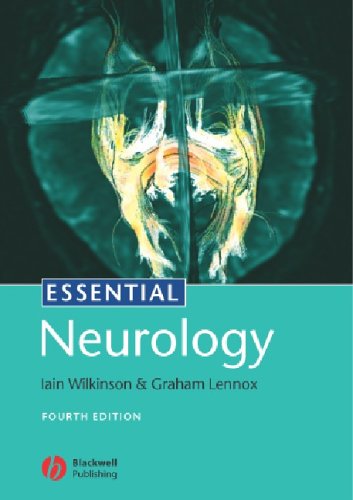 ESSENTIAL
Neurology
Iain Wilkinson & Graham Lennox
FOURTH EDITION
Blackwell
Publishing